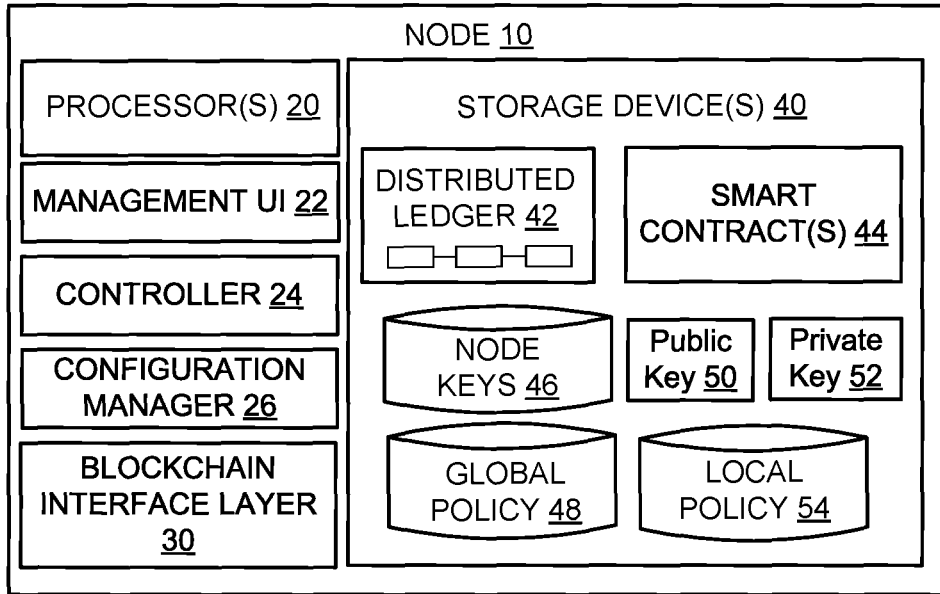 NODE 10
PROCESSOR(S) 20
MANAGEMENT UI 22
CONTROLLER 24
CONFIGURATION
MANAGER 26
BLOCKCHAIN
INTERFACE LAYER
30
STORAGE DEVICE(S) 40
DISTRIBUTED
LEDGER 42
SMART
CONTRACT(S) 44
NODE
KEYS 46
Public
Key 50
Private
Key 52
GLOBAL
POLICY 48
LOCAL
POLICY 54